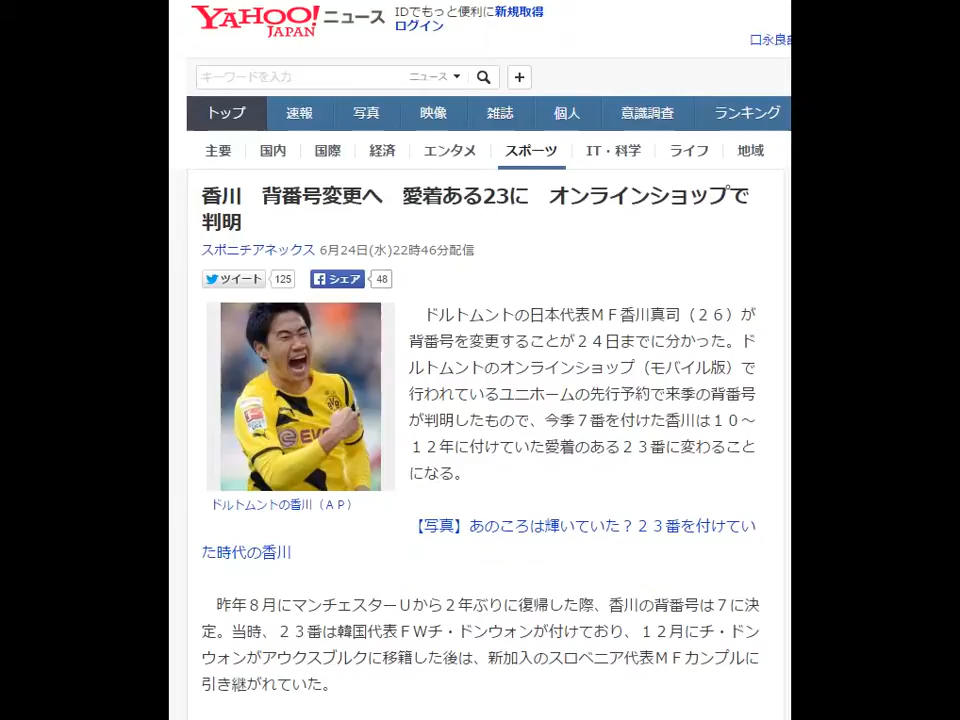 YAHOO!ニュース
JAPAN
IDでもっと便利に新規取得
ログイン
口永良
キーワードを入力
ニュース
トップ 速報 写真 映像 雑誌 個人 意識調査 ランキング
主要 国内 国際 経済 エンタメ スポーツ IT・科学 ライフ 地域
香川　背番号変更へ　愛着ある23に　オンラインショップで
判明
スポニチアネックス 6月24日(水)22時46分配信
ツイート 125 シェア 48
ドルトムントの日本代表ＭＦ香川真司（２６）が
背番号を変更することが２４日までに分かった。ド
ルトムントのオンラインショップ（モバイル版）で
行われているユニホームの先行予約で来季の背番号
が判明したもので、今季７番を付けた香川は１０～
１２年に付けていた愛着のある２３番に変わること
になる。
ドルトムントの香川（ＡＰ）
【写真】あのころは輝いていた？２３番を付けてい
た時代の香川
昨年８月にマンチェスターＵから２年ぶりに復帰した際、香川の背番号は７に決
定。当時、２３番は韓国代表ＦＷチ・ドンウォンが付けており、１２月にチ・ドン
ウォンがアウクスブルクに移籍した後は、新加入のスロベニア代表ＭＦカンプルに
引き継がれていた。